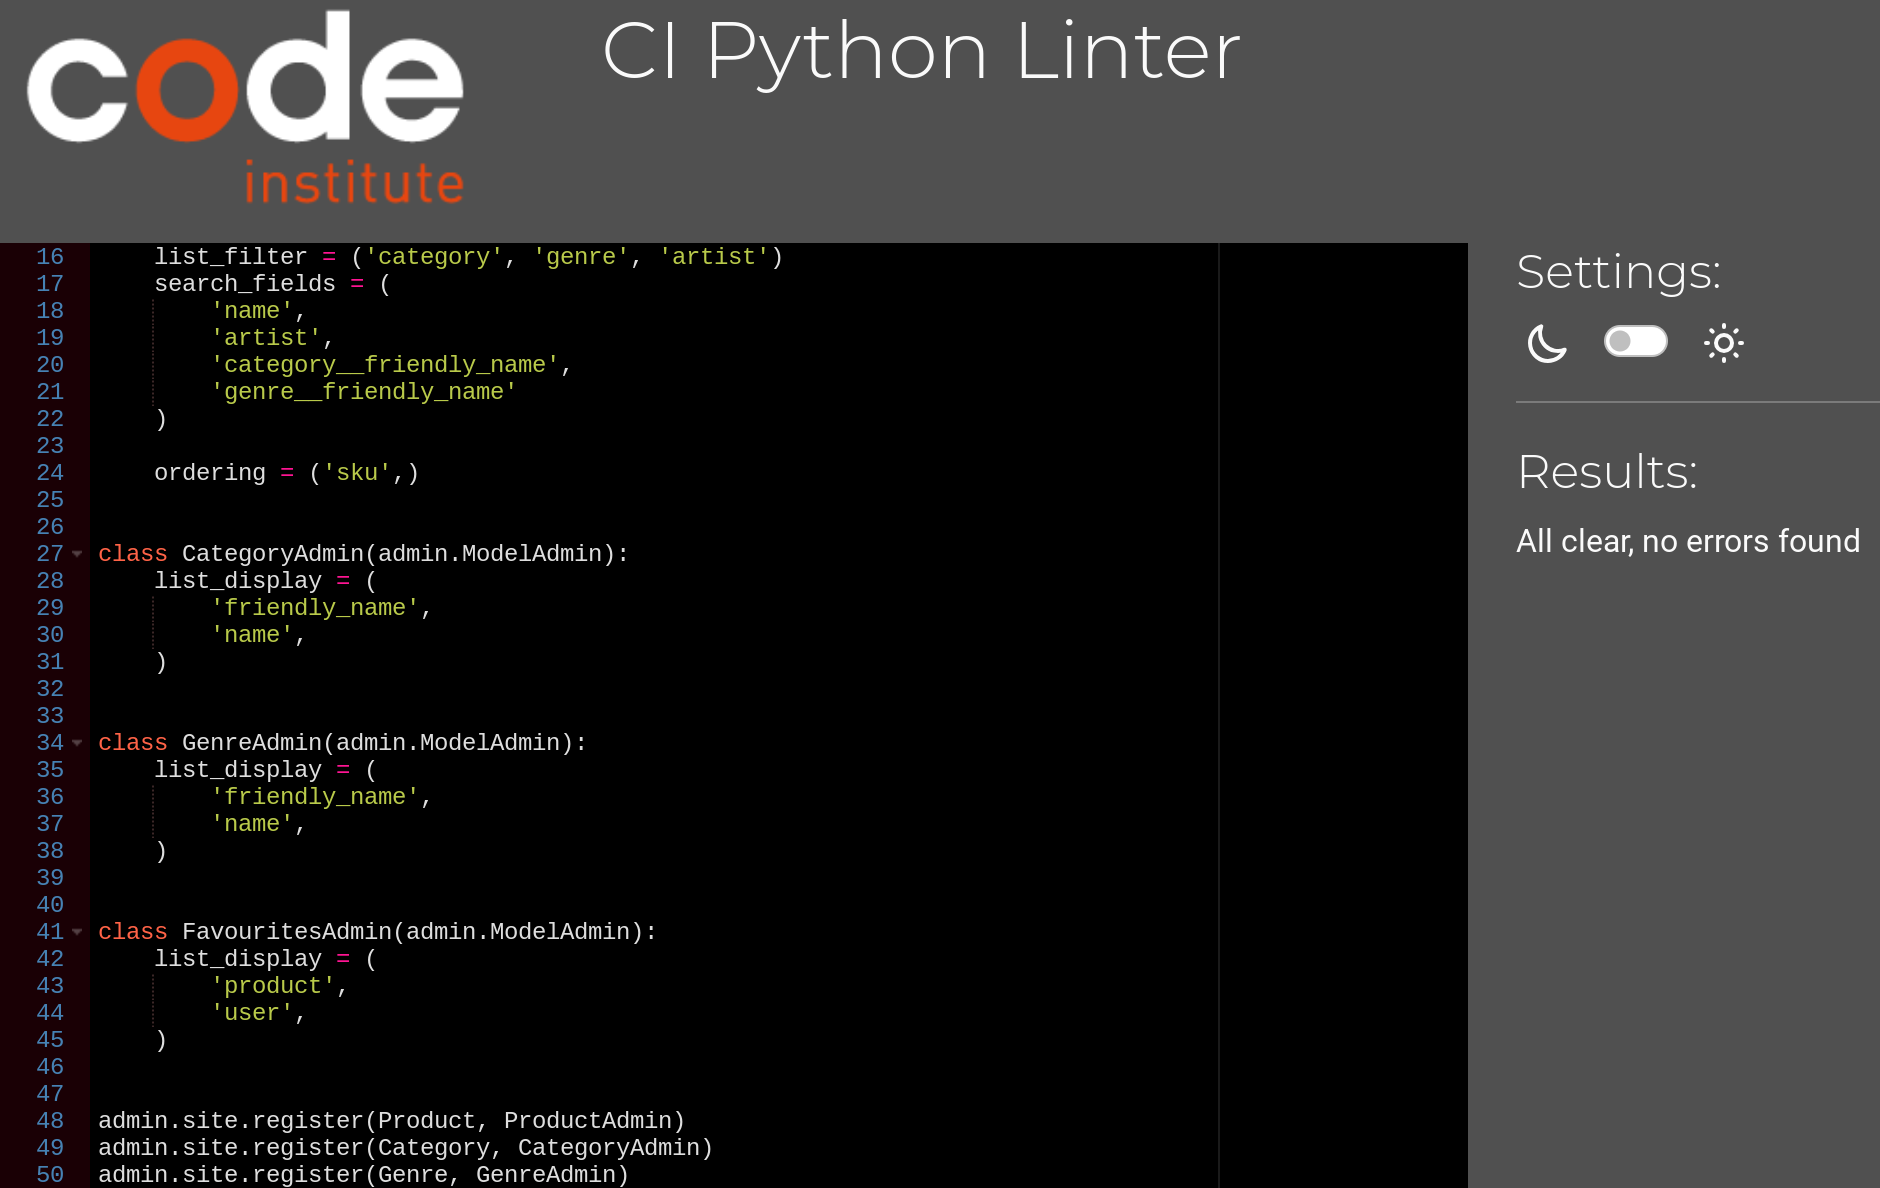 code
institute
CI Python Linter
16     list_filter = ('category', 'genre', 'artist')
17     search_fields = (
18         'name',
19         'artist',
20         'category__friendly_name',
21         'genre__friendly_name'
22     )
23
24     ordering = ('sku',)
25
26
27 class CategoryAdmin(admin.ModelAdmin):
28     list_display = (
29         'friendly_name',
30         'name',
31     )
32
33
34 class GenreAdmin(admin.ModelAdmin):
35     list_display = (
36         'friendly_name',
37         'name',
38     )
39
40
41 class FavouritesAdmin(admin.ModelAdmin):
42     list_display = (
43         'product',
44         'user',
45     )
46
47
48 admin.site.register(Product, ProductAdmin)
49 admin.site.register(Category, CategoryAdmin)
50 admin.site.register(Genre, GenreAdmin)
Settings:
Results:
All clear, no errors found